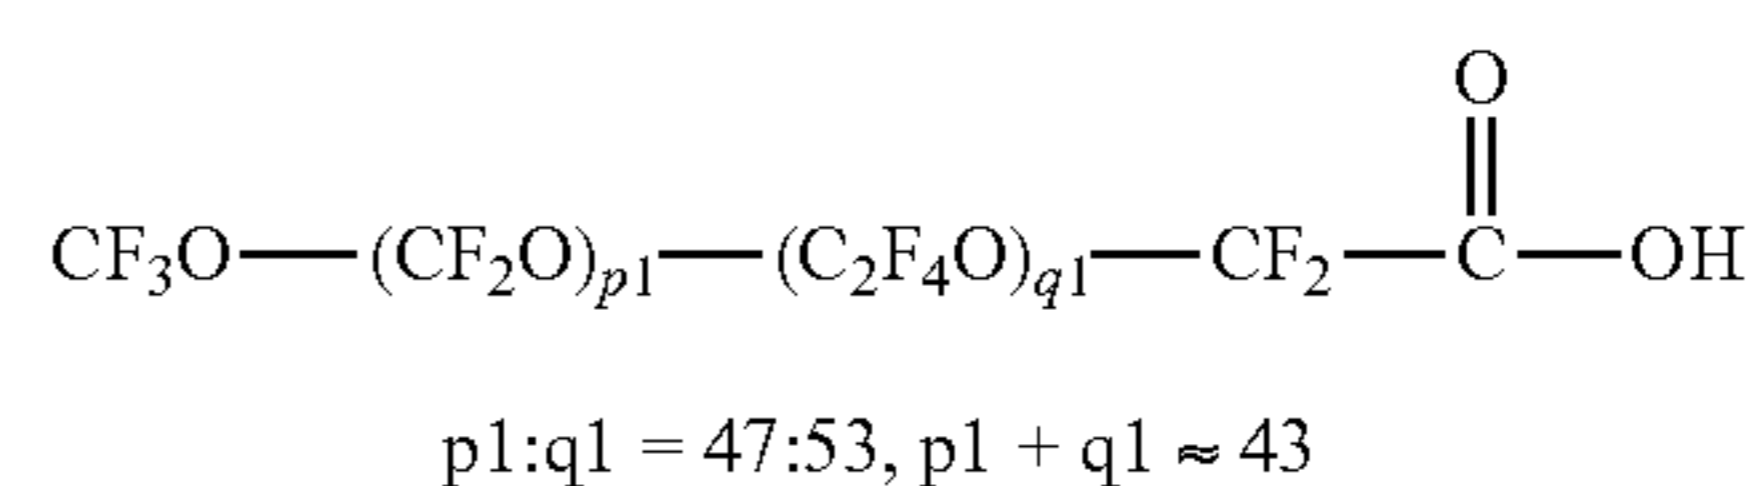 O
CF₃O—(CF₂O)ₚ₁—(C₂F₄O)q1—CF₂—C—OH
p1:q1 = 47:53, p1 + q1 ≈ 43